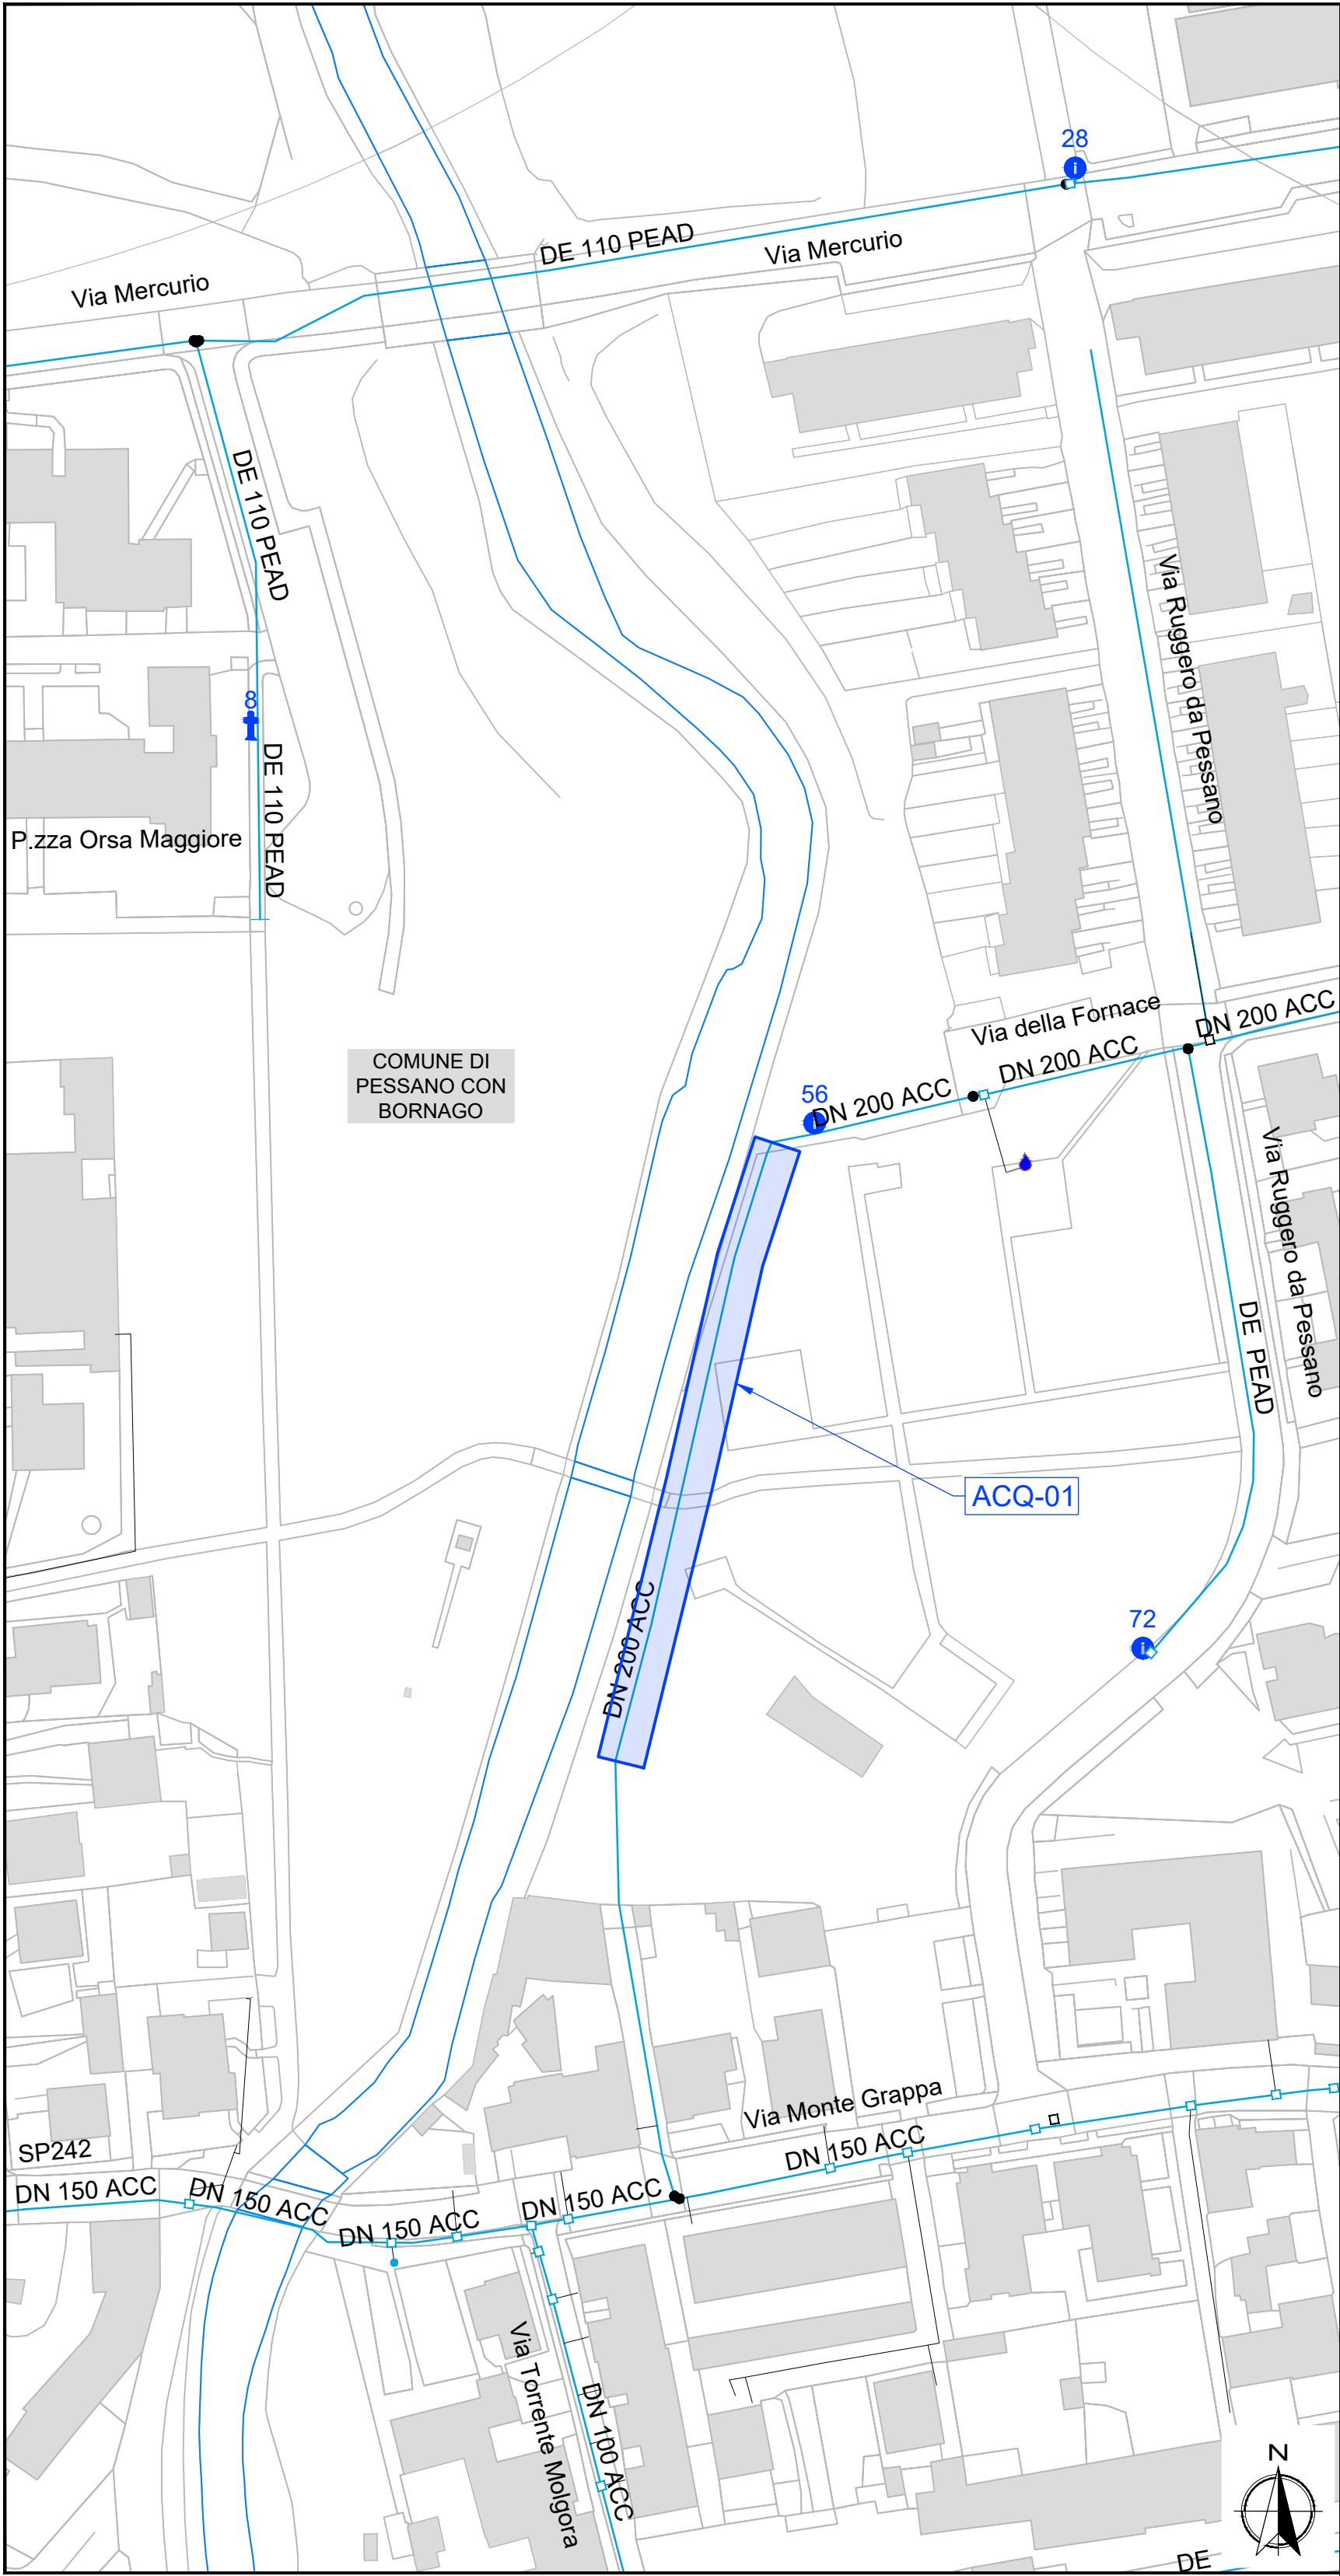 28
DE 110 PEAD
Via Mercurio
Via Mercurio
DE 110 PEAD
Via Ruggero da Pessano
8
DE 110 PEAD
P.zza Orsa Maggiore
Via della Fornace
DN 200 ACC
DN 200 ACC
COMUNE DI
PESSANO CON
BORNAGO
56
DN 200 ACC
Via Ruggero da Pessano
DE PEAD
ACQ-01
DN 200 ACC
72
Via Monte Grappa
SP242
DN 150 ACC
DN 150 ACC
DN 150 ACC
DN 150 ACC
DN 150 ACC
Via Torrente Molgora
DN 100 ACC
N
DE